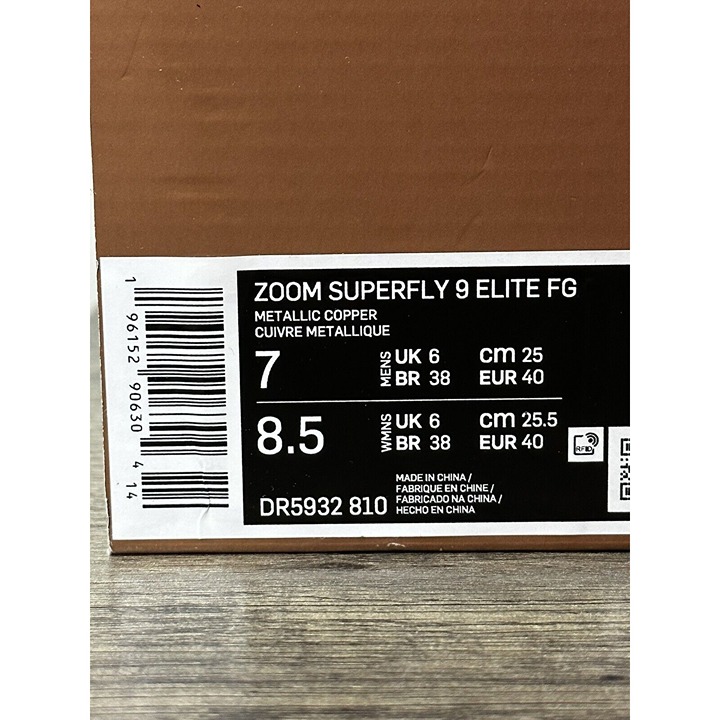 ZOOM SUPERFLY 9 ELITE FG
METALLIC COPPER
CUIVRE METALLIQUE
7 MENS UK 6 cm 25
BR 38 EUR 40
8.5 WMNS UK 6 cm 25.5
BR 38 EUR 40
RFID
DR5932 810
MADE IN CHINA /
FABRIQUE EN CHINE /
FABRICADO NA CHINA /
HECHO EN CHINA
1 96152 90630 4 14